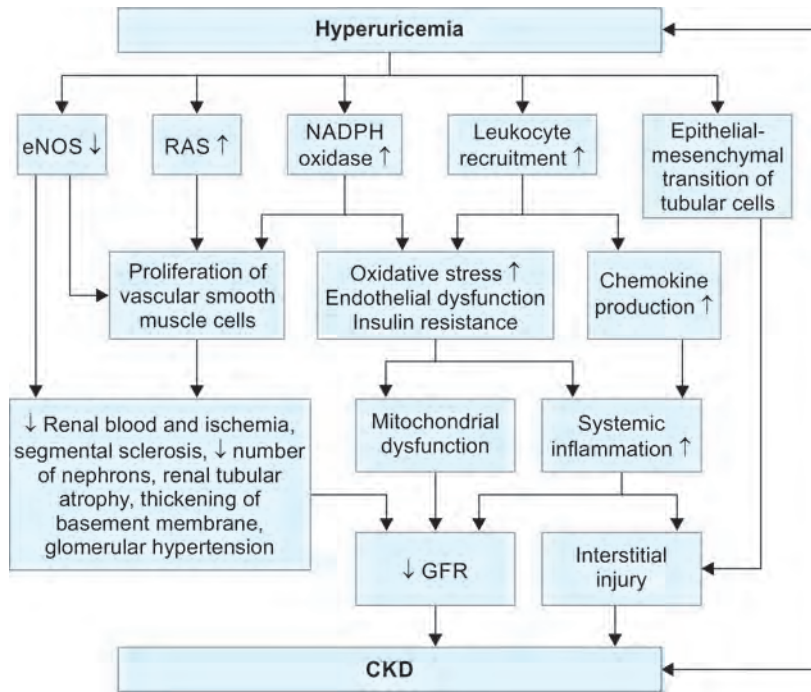 Hyperuricemia
eNOS ↓
RAS ↑
NADPH
oxidase ↑
Leukocyte
recruitment ↑
Epithelial-
mesenchymal
transition of
tubular cells
Proliferation of
vascular smooth
muscle cells
Oxidative stress ↑
Endothelial dysfunction
Insulin resistance
Chemokine
production ↑
↓ Renal blood and ischemia,
segmental sclerosis, ↓ number
of nephrons, renal tubular
atrophy, thickening of
basement membrane,
glomerular hypertension
Mitochondrial
dysfunction
Systemic
inflammation ↑
↓ GFR
Interstitial
injury
CKD